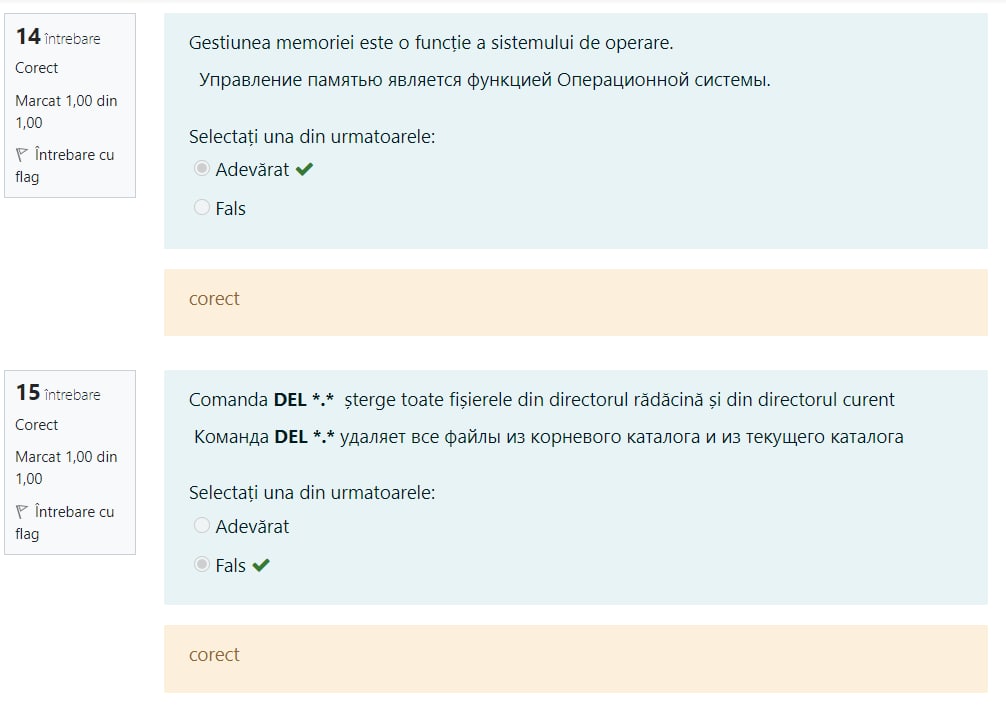 14 întrebare
Corect
Marcat 1,00 din
1,00
Întrebare cu
flag
Gestiunea memoriei este o funcție a sistemului de operare.
Управление памятью является функцией Операционной системы.
Selectați una din urmatoarele:
Adevărat
Fals
corect
15 întrebare
Corect
Marcat 1,00 din
1,00
Întrebare cu
flag
Comanda DEL *.* șterge toate fișierele din directorul rădăcină și din directorul curent
Команда DEL *.* удаляет все файлы из корневого каталога и из текущего каталога
Selectați una din urmatoarele:
Adevărat
Fals
corect